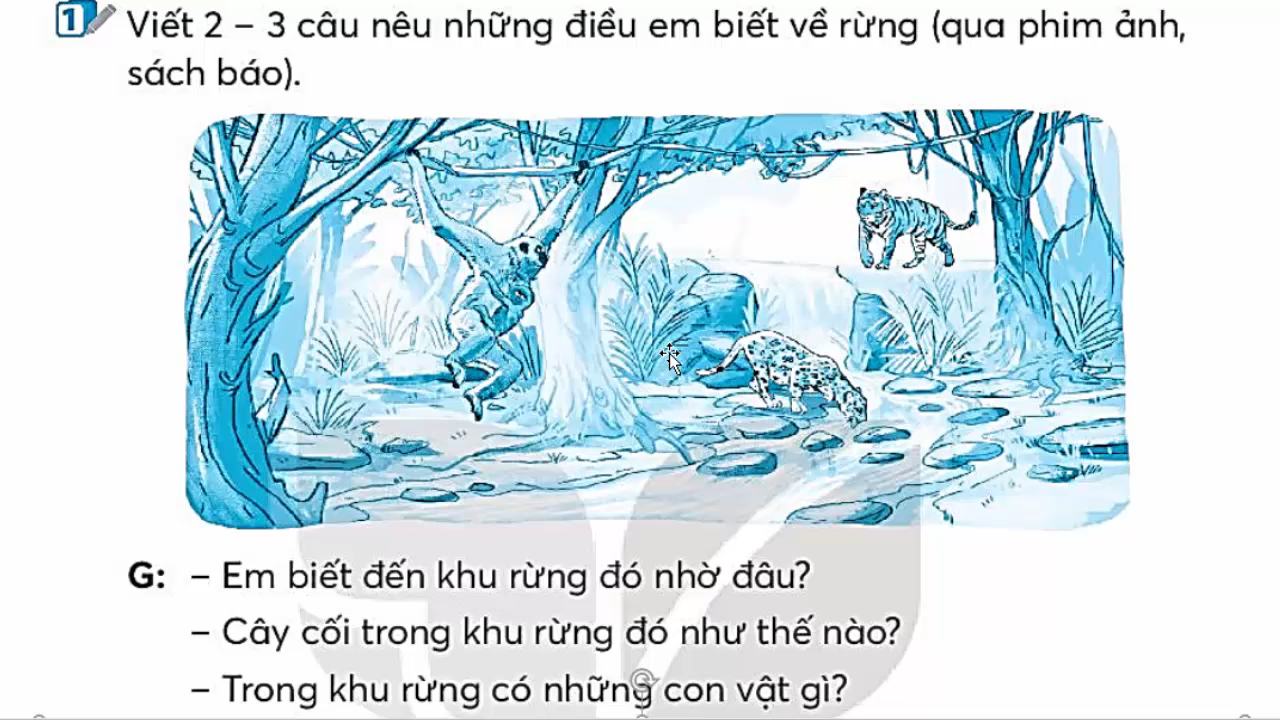 1 Viết 2 – 3 câu nêu những điều em biết về rừng (qua phim ảnh,
sách báo).
G: – Em biết đến khu rừng đó nhờ đâu?
– Cây cối trong khu rừng đó như thế nào?
– Trong khu rừng có những con vật gì?